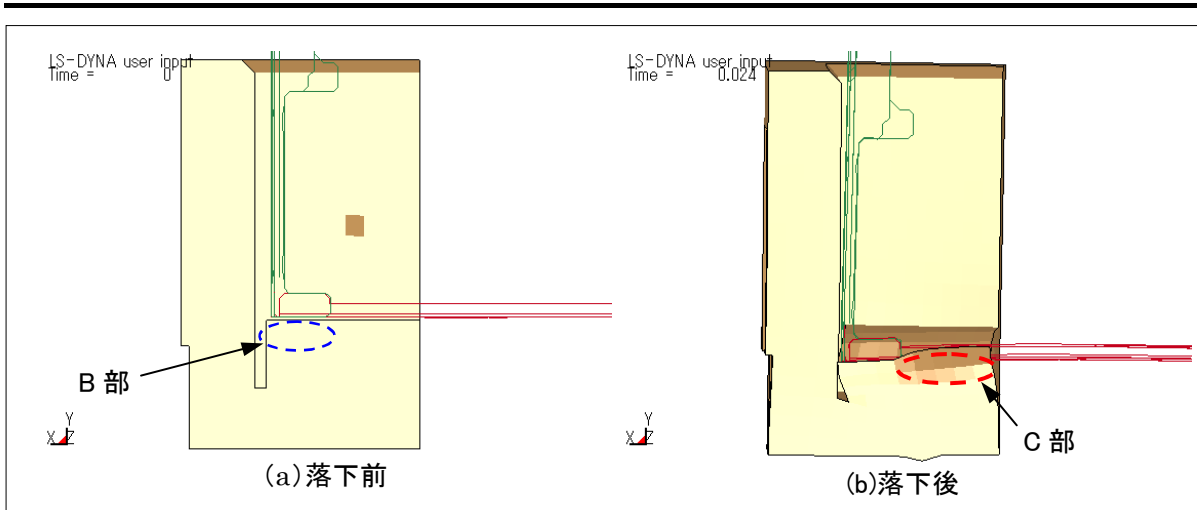 LS-DYNA user input
Time = 0
B 部
Y
X Z
(a)落下前
LS-DYNA user input
Time = 0.024
C 部
Y
X Z
(b)落下後